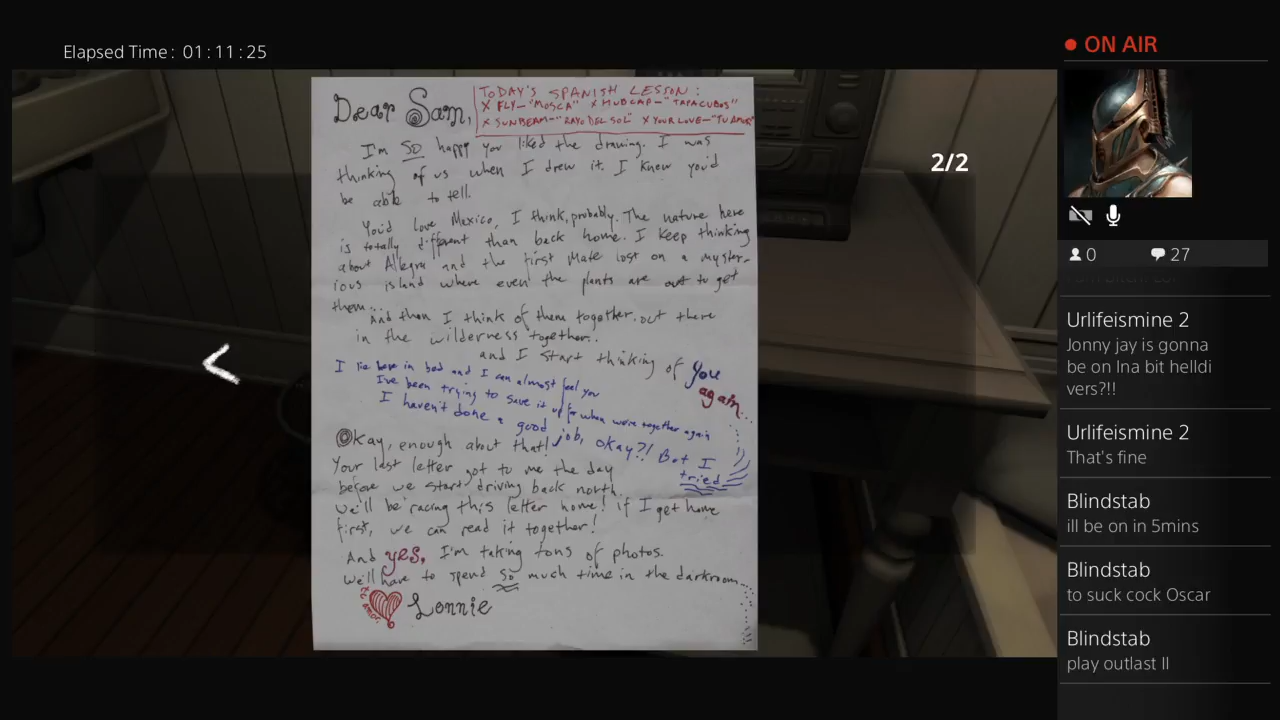 Elapsed Time: 01:11:25
ON AIR
Dear Sam,
TODAY'S SPANISH LESSON:
X FLY-"MOSCA" X HUBCAP-"TAPACUBOS"
X SUNBEAM-"RAYO DEL SOL" X YOUR LOVE-"TU AMOR"
I'm SO happy you liked the drawing. I was
thinking of us when I drew it. I knew you'd
be able to tell.
You'd love Mexico, I think, probably. The nature here
is totally different than back home. I keep thinking
about Allegra and the First Mate lost on a myster-
ious island where even the plants are out to get
them...
And then I think of them together, out there
in the wilderness together..
and I start thinking of you
again...
I lie here in bed and I can almost feel you
I've been trying to save it up for when we're together again
I haven't done a good job, okay?! But I
tried
Okay, enough about that!
Your last letter got to me the day
before we start driving back north.
We'll be racing this letter home! if I get home
first, we can read it together!
And yes, I'm taking tons of photos.
We'll have to spend so much time in the darkroom...
Lonnie
2/2
0
27
Urlifeismine 2
Jonny jay is gonna
be on Ina bit helldi
vers?!!
Urlifeismine 2
That's fine
Blindstab
ill be on in 5mins
Blindstab
to suck cock Oscar
Blindstab
play outlast II